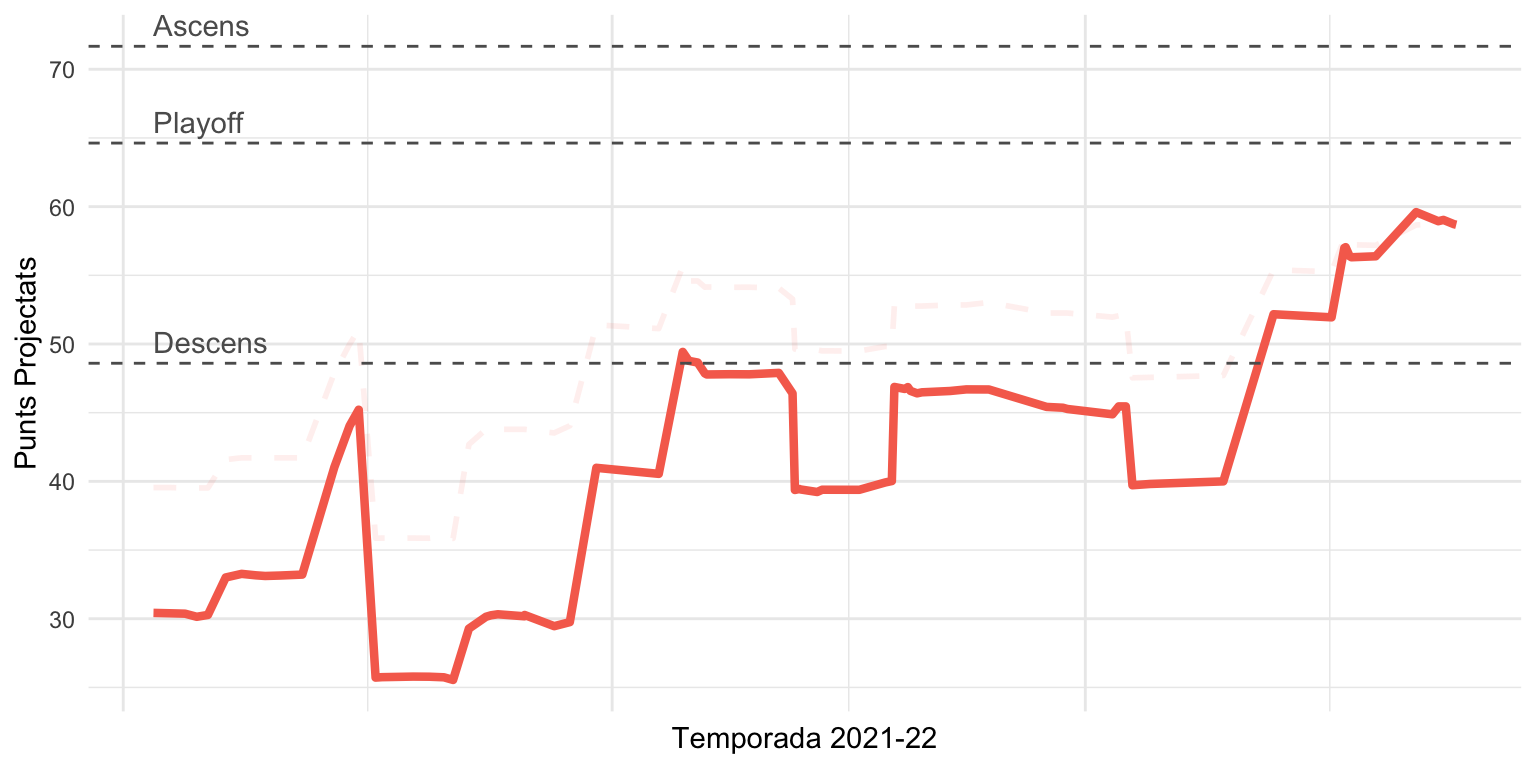 Ascens
70
Playoff
60
Descens
50
40
30
Punts Projectats
Temporada 2021-22